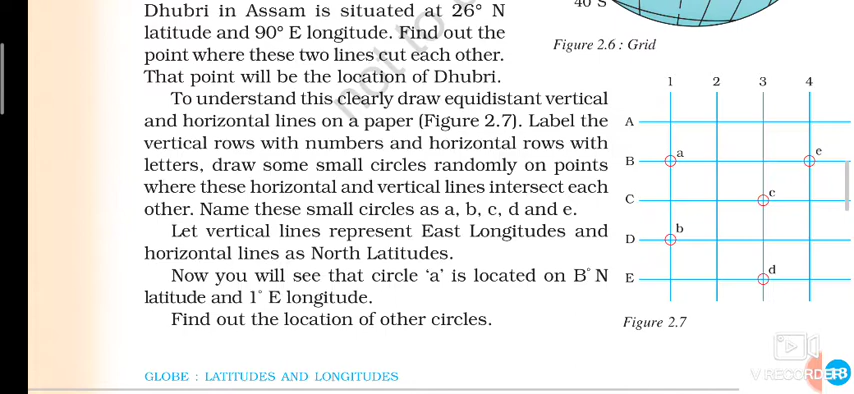 Dhubri in Assam is situated at 26° N
latitude and 90° E longitude. Find out the
point where these two lines cut each other.
That point will be the location of Dhubri.
To understand this clearly draw equidistant vertical
and horizontal lines on a paper (Figure 2.7). Label the
vertical rows with numbers and horizontal rows with
letters, draw some small circles randomly on points
where these horizontal and vertical lines intersect each
other. Name these small circles as a, b, c, d and e.
Let vertical lines represent East Longitudes and
horizontal lines as North Latitudes.
Now you will see that circle ‘a’ is located on B° N
latitude and 1° E longitude.
Find out the location of other circles.
GLOBE : LATITUDES AND LONGITUDES
40 S
Figure 2.6 : Grid
1 2 3 4
A
B a e
C c
D b
E d
Figure 2.7
V RECORDER
13
not to